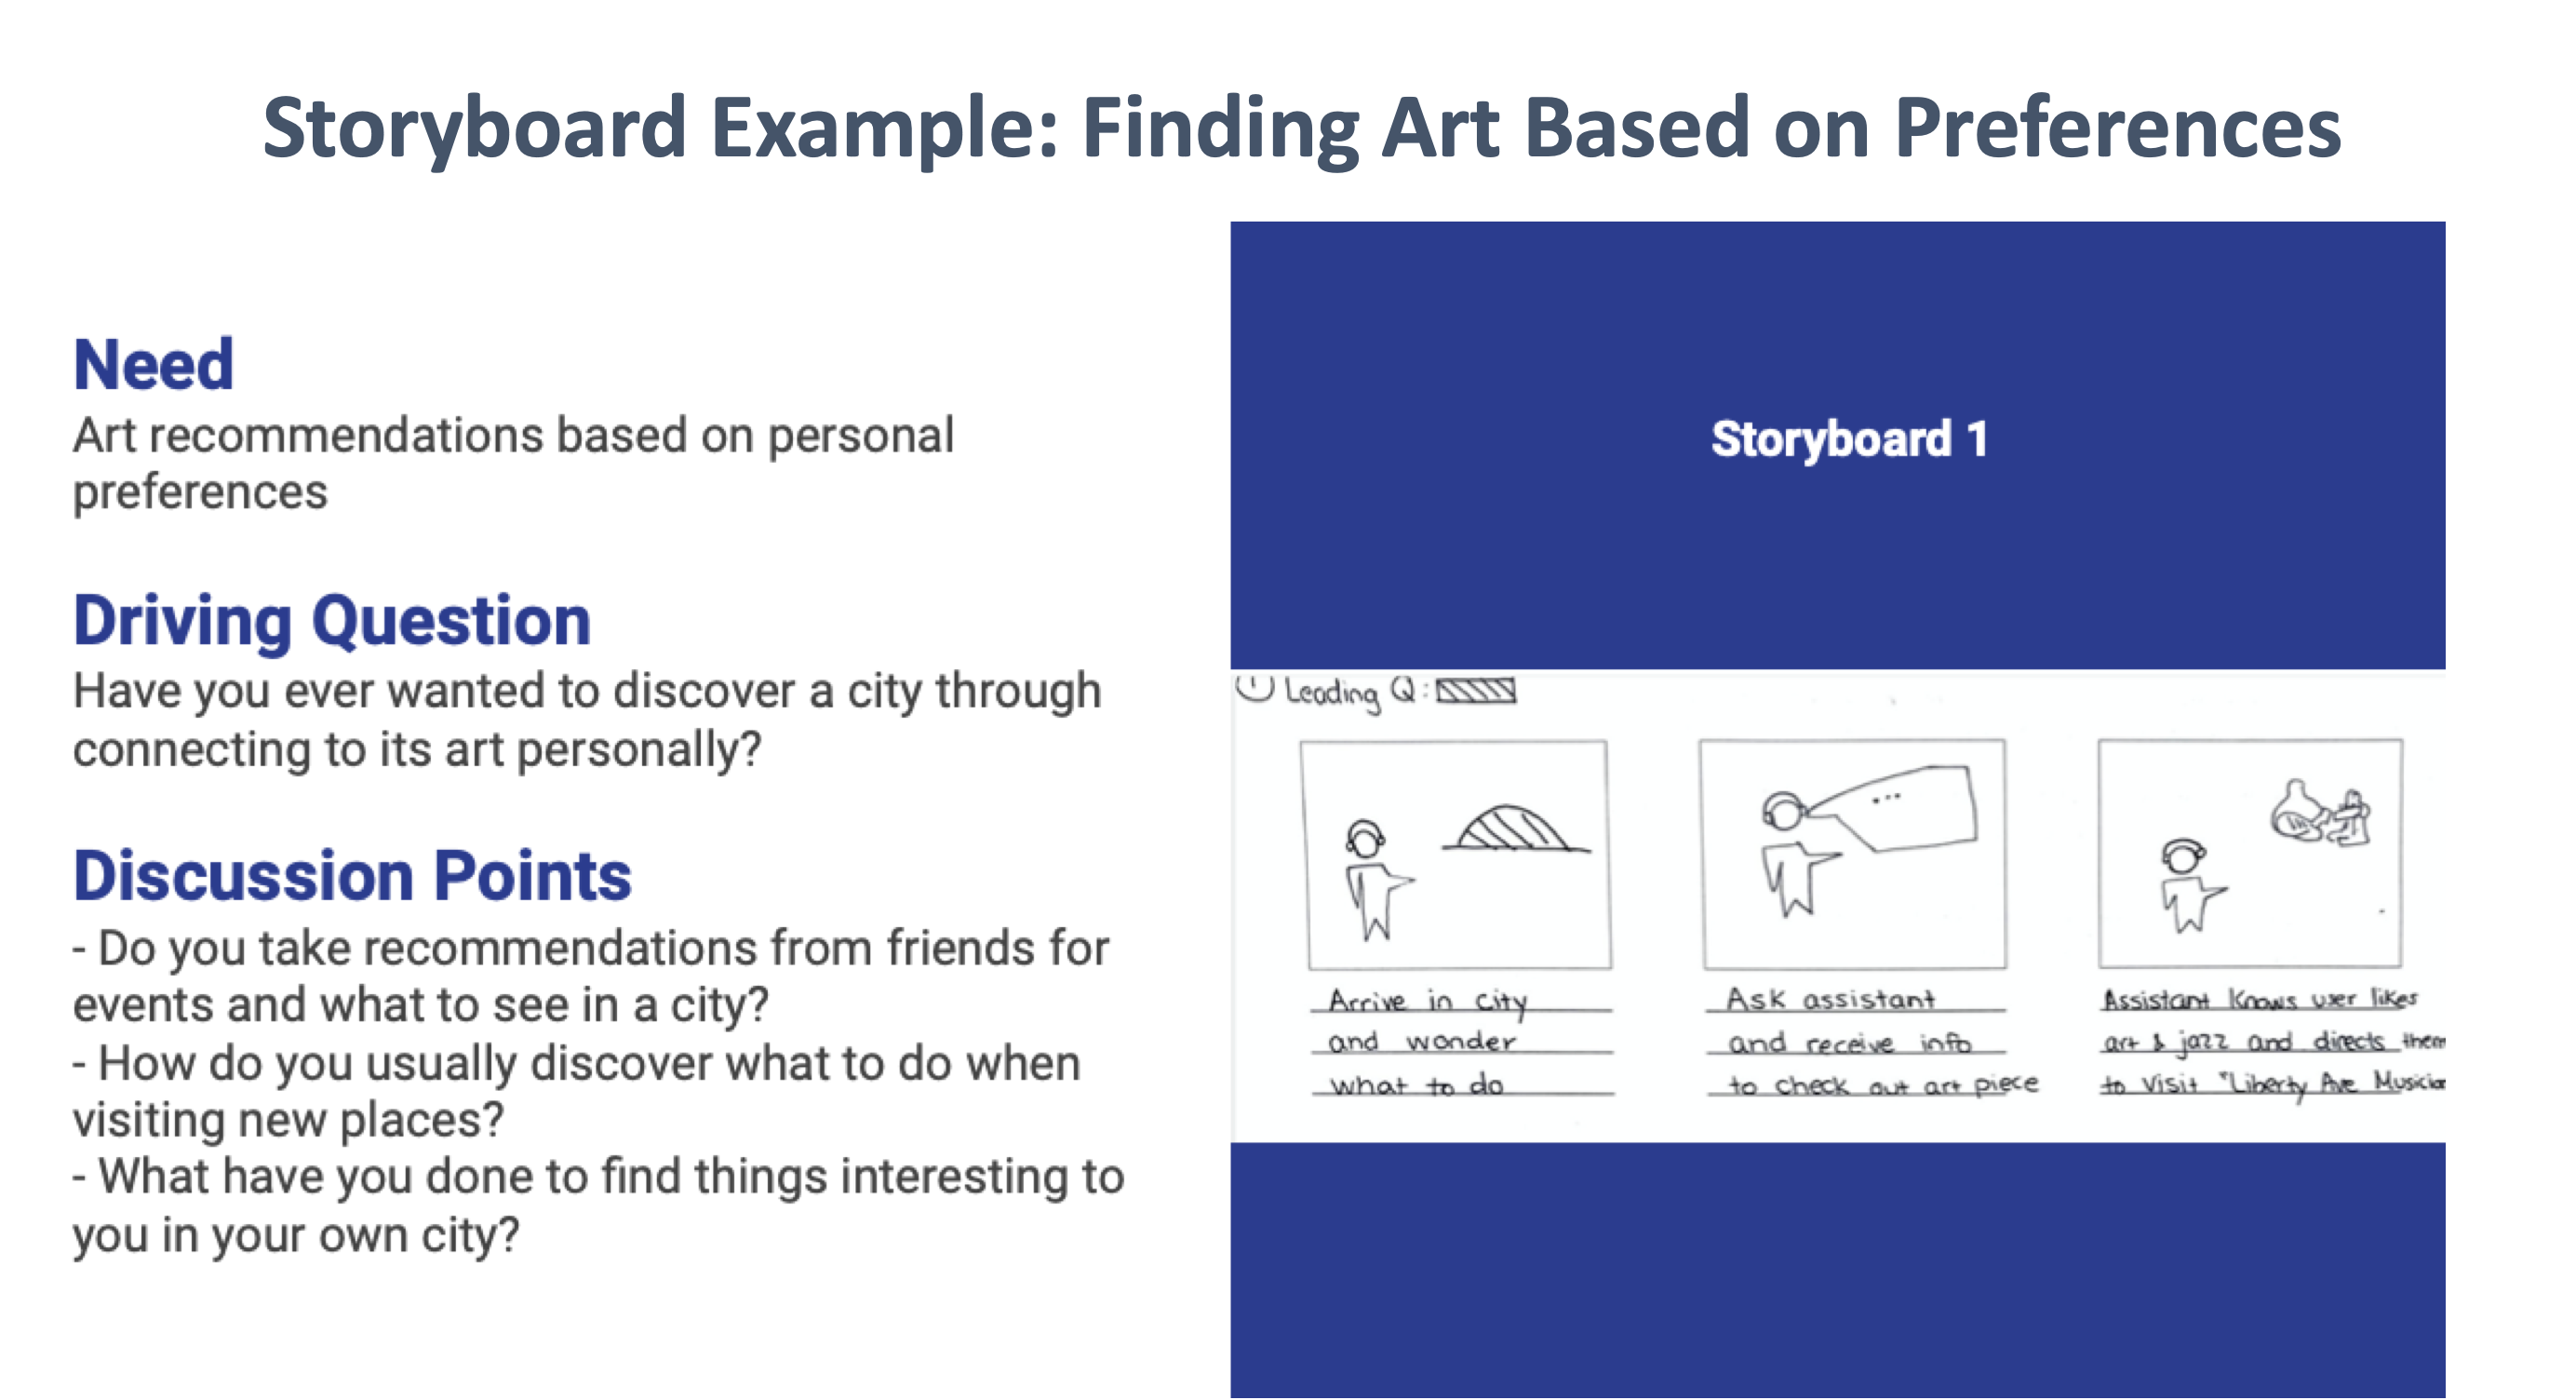 Storyboard Example: Finding Art Based on Preferences
Need
Art recommendations based on personal
preferences
Driving Question
Have you ever wanted to discover a city through
connecting to its art personally?
Discussion Points
- Do you take recommendations from friends for
events and what to see in a city?
- How do you usually discover what to do when
visiting new places?
- What have you done to find things interesting to
you in your own city?
Storyboard 1
Leading Q:
...
Arrive in city
and wonder
what to do
Ask assistant
and receive info
to check out art piece
Assistant knows user likes
art & jazz and directs them
to visit "Liberty Ave